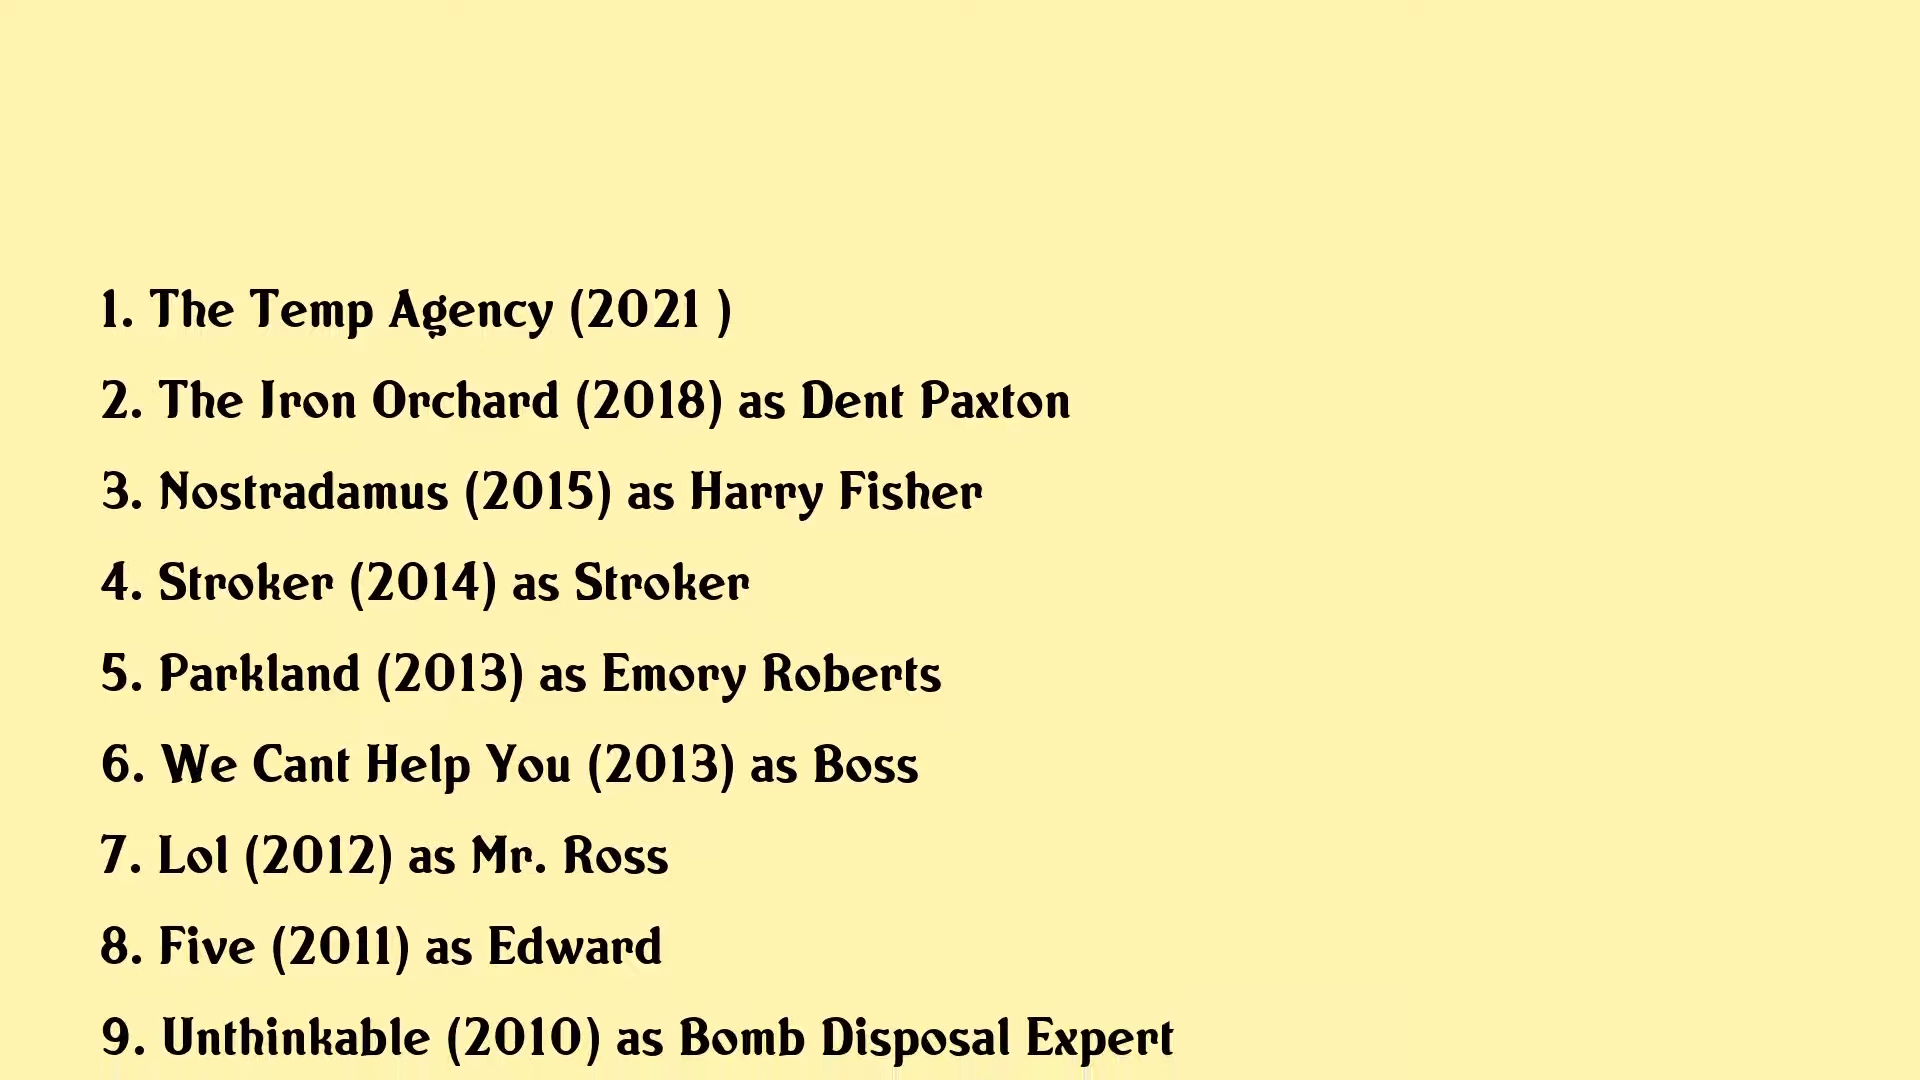 1. The Temp Agency (2021 )
2. The Iron Orchard (2018) as Dent Paxton
3. Nostradamus (2015) as Harry Fisher
4. Stroker (2014) as Stroker
5. Parkland (2013) as Emory Roberts
6. We Cant Help You (2013) as Boss
7. Lol (2012) as Mr. Ross
8. Five (2011) as Edward
9. Unthinkable (2010) as Bomb Disposal Expert